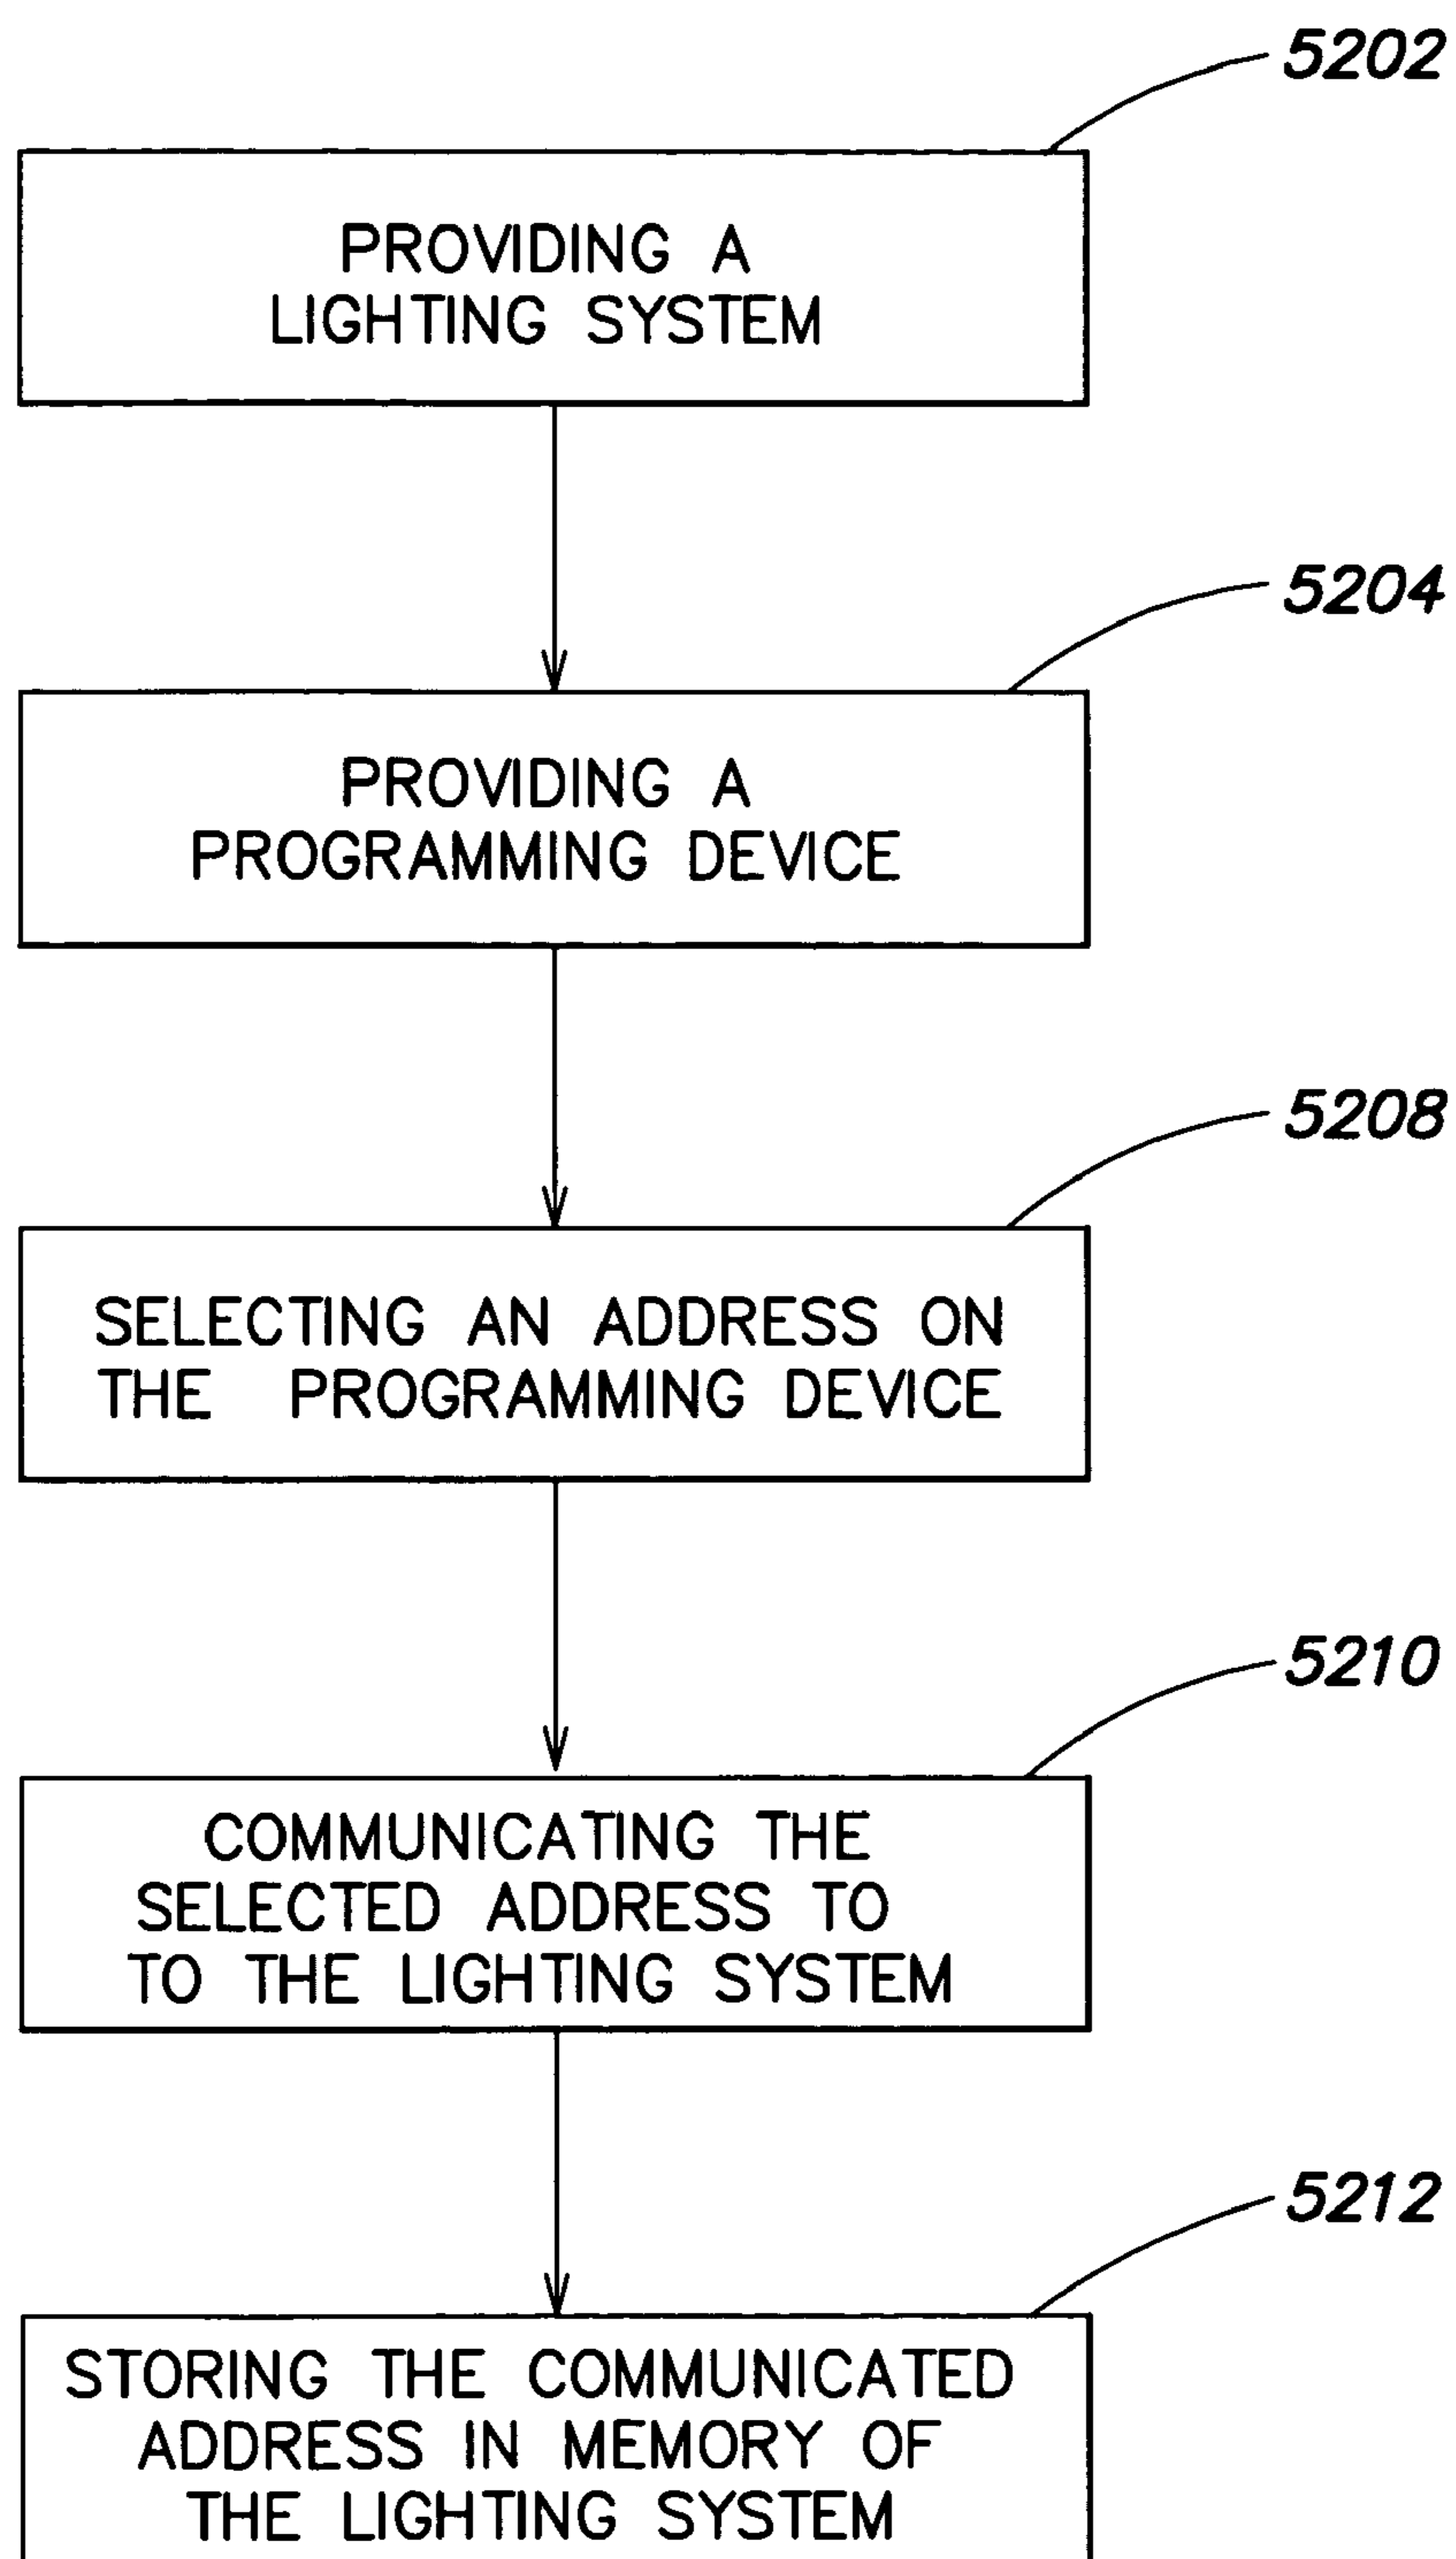 5202
PROVIDING A
LIGHTING SYSTEM
5204
PROVIDING A
PROGRAMMING DEVICE
5208
SELECTING AN ADDRESS ON
THE PROGRAMMING DEVICE
5210
COMMUNICATING THE
SELECTED ADDRESS TO
TO THE LIGHTING SYSTEM
5212
STORING THE COMMUNICATED
ADDRESS IN MEMORY OF
THE LIGHTING SYSTEM